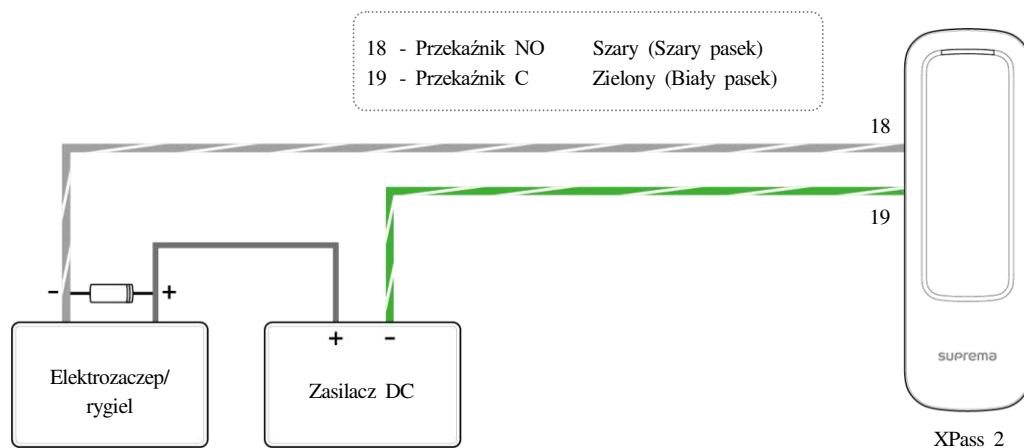 18 - Przekaźnik NO Szary (Szary pasek)
19 - Przekaźnik C Zielony (Biały pasek)
18
19
- +
+ -
Elektrozaczep/
rygiel
Zasilacz DC
suprema
XPass 2